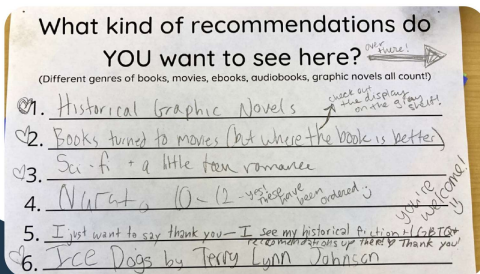 What kind of recommendations do
YOU want to see here?
over there!
(Different genres of books, movies, ebooks, audiobooks, graphic novels all count!)
1. Historical Graphic Novels
check out the display on the gray shelf!
2. Books turned to movies (but where the book is better)
3. Sci-fi + a little teen romance
4. 10-12 - yes! these have been ordered :)
5. I just want to say thank you- I see my historical fiction + LGBTQ+
recomendations up there! ♡ Thank you!
you're welcome! :)
6. Ice Dogs by Terry Lynn Johnson